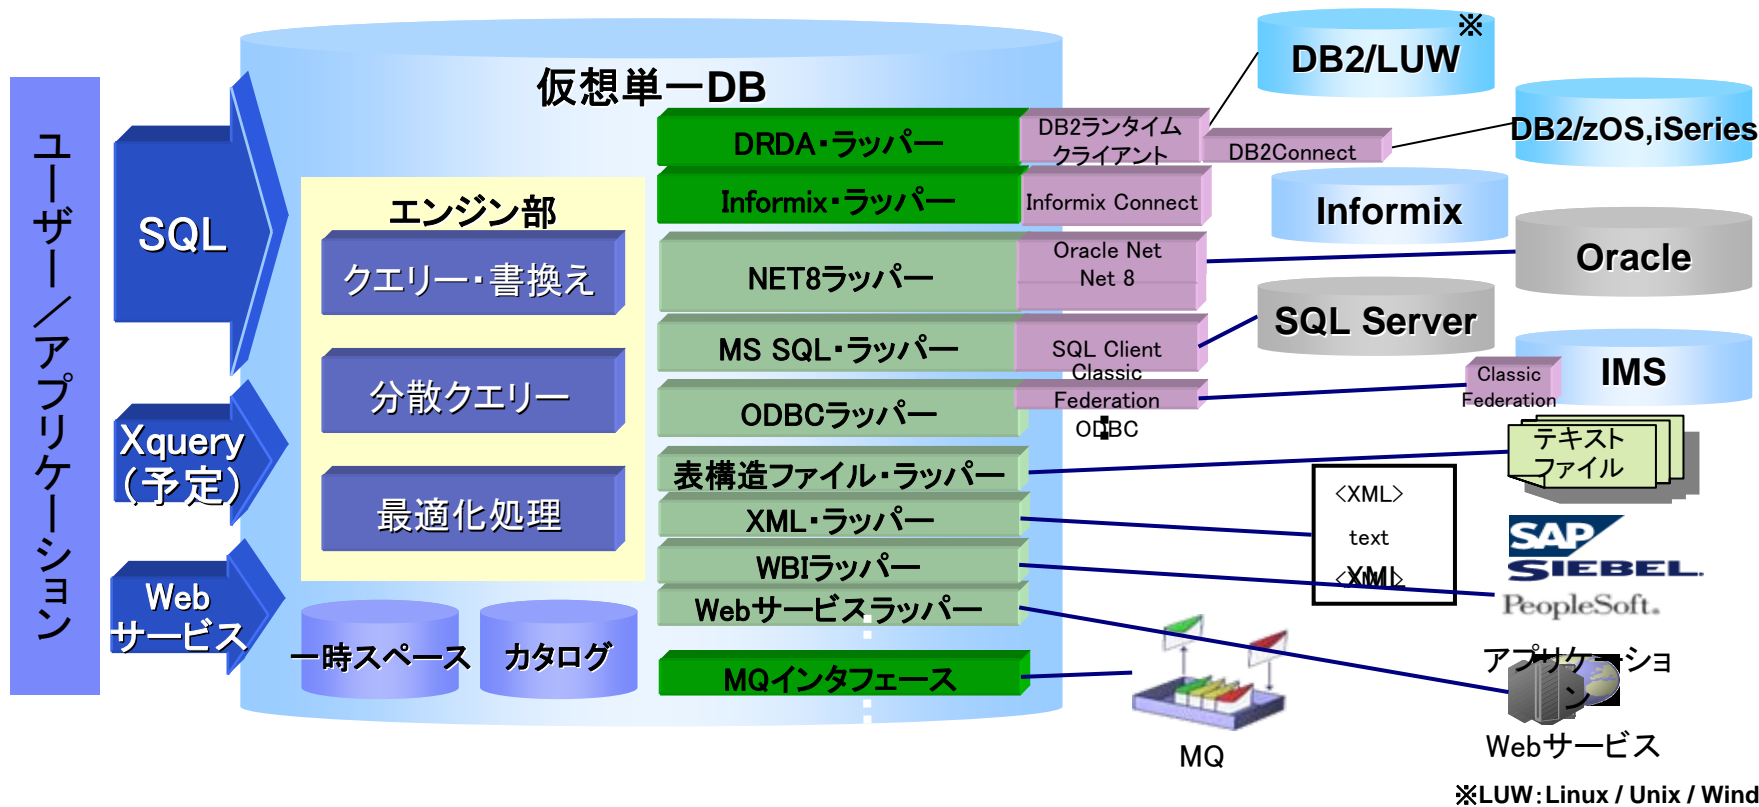 ユーザー／アプリケーション
SQL
Xquery
（予定）
Web
サービス
仮想単一DB
エンジン部
クエリー・書換え
分散クエリー
最適化処理
一時スペース
カタログ
DRDA・ラッパー
DB2ランタイム
クライアント
DB2Connect
Informix・ラッパー
Informix Connect
NET8ラッパー
Oracle Net
Net 8
MS SQL・ラッパー
SQL Client
ODBCラッパー
Classic
Federation
ODBC
表構造ファイル・ラッパー
XML・ラッパー
WBIラッパー
Webサービスラッパー
MQインタフェース
※
DB2/LUW
DB2/zOS,iSeries
Informix
Oracle
SQL Server
IMS
Classic
Federation
テキスト
ファイル
<XML>
text
SAP
SIEBEL.
PeopleSoft.
アプリケーショ
ン
Webサービス
MQ
※LUW：Linux / Unix / Wind